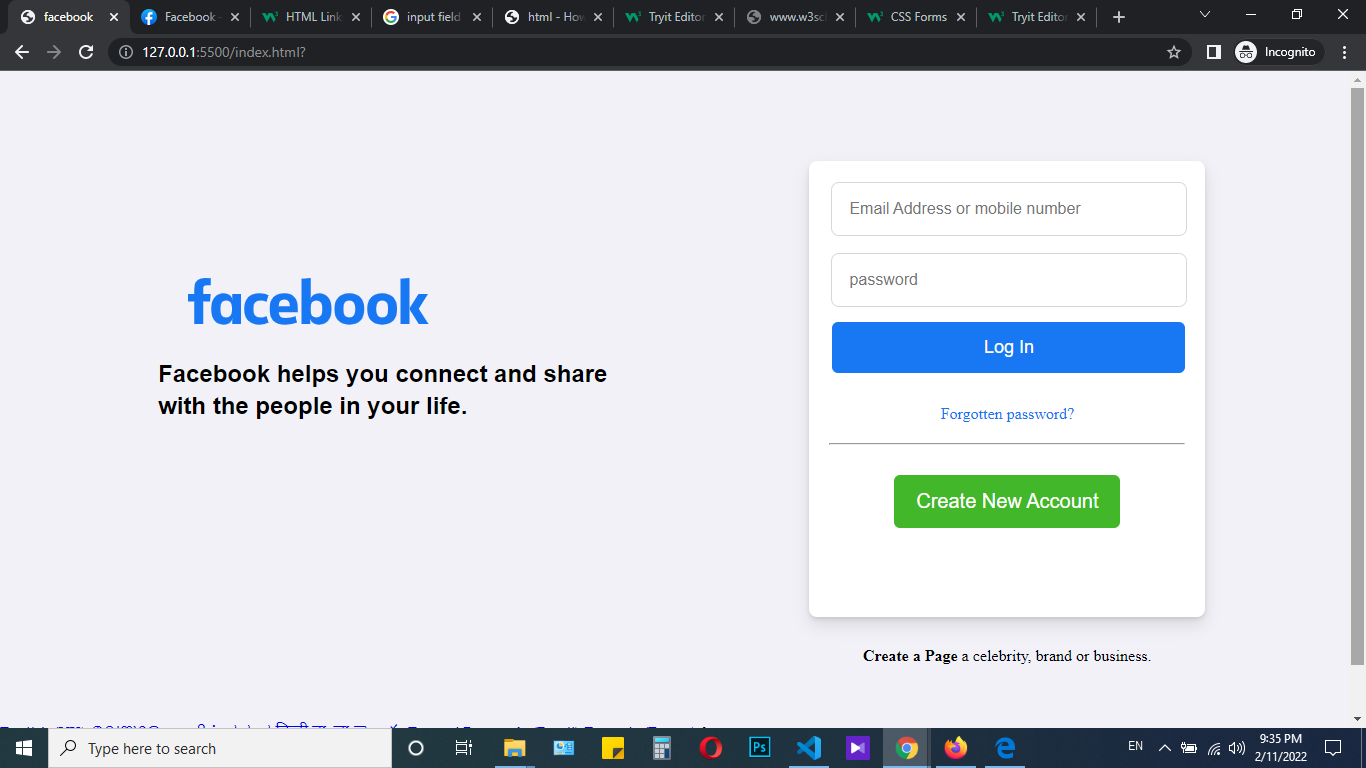 facebook
Facebook -
HTML Link
input field
html - How
Tryit Editor
www.w3scl
CSS Forms
Tryit Editor
127.0.0.1:5500/index.html?
Incognito
Email Address or mobile number
password
facebook
Log In
Facebook helps you connect and share
with the people in your life.
Forgotten password?
Create New Account
Create a Page a celebrity, brand or business.
Type here to search
Ps
EN
9:35 PM
2/11/2022